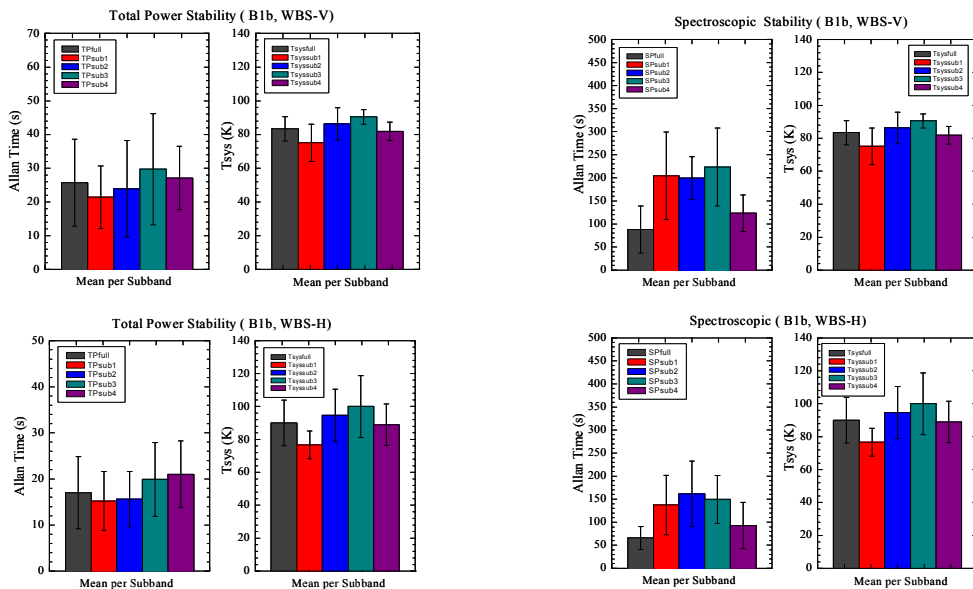 Total Power Stability ( B1b, WBS-V)
70
60
50
40
30
20
10
0
Allan Time (s)
TPfull
TPsub1
TPsub2
TPsub3
TPsub4
Mean per Subband
140
120
100
80
60
40
20
0
Tsys (K)
Tsysfull
Tsyssub1
Tsyssub2
Tsyssub3
Tsyssub4
Mean per Subband
Spectroscopic Stability ( B1b, WBS-V)
500
450
400
350
300
250
200
150
100
50
0
Allan Time (s)
SPfull
SPsub1
SPsub2
SPsub3
SPsub4
Mean per Subband
140
120
100
80
60
40
20
0
Tsys (K)
Tsysfull
Tsyssub1
Tsyssub2
Tsyssub3
Tsyssub4
Mean per Subband
Total Power Stability ( B1b, WBS-H)
50
40
30
20
10
0
Allan Time (s)
TPfull
TPsub1
TPsub2
TPsub3
TPsub4
Mean per Subband
140
120
100
80
60
40
20
0
Tsys (K)
Tsysfull
Tsyssub1
Tsyssub2
Tsyssub3
Tsyssub4
Mean per Subband
Spectroscopic ( B1b, WBS-H)
500
450
400
350
300
250
200
150
100
50
0
Allan Time (s)
SPfull
SPsub1
SPsub2
SPsub3
SPsub4
Mean per Subband
140
120
100
80
60
40
20
0
Tsys (K)
Tsysfull
Tsyssub1
Tsyssub2
Tsyssub3
Tsyssub4
Mean per Subband